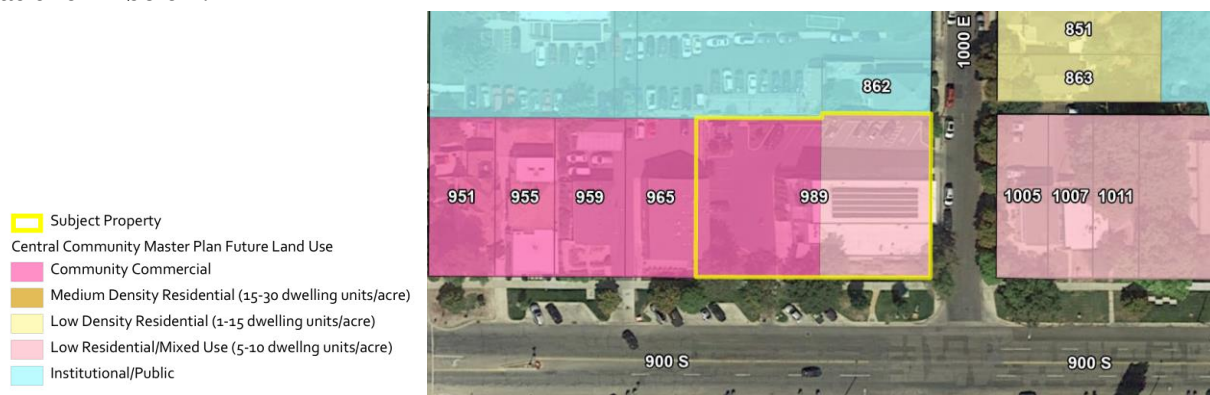 Subject Property
Central Community Master Plan Future Land Use
Community Commercial
Medium Density Residential (15-30 dwelling units/acre)
Low Density Residential (1-15 dwelling units/acre)
Low Residential/Mixed Use (5-10 dwellng units/acre)
Institutional/Public
1000 E
851
863
862
951
955
959
965
989
1005
1007
1011
900 S
900 S